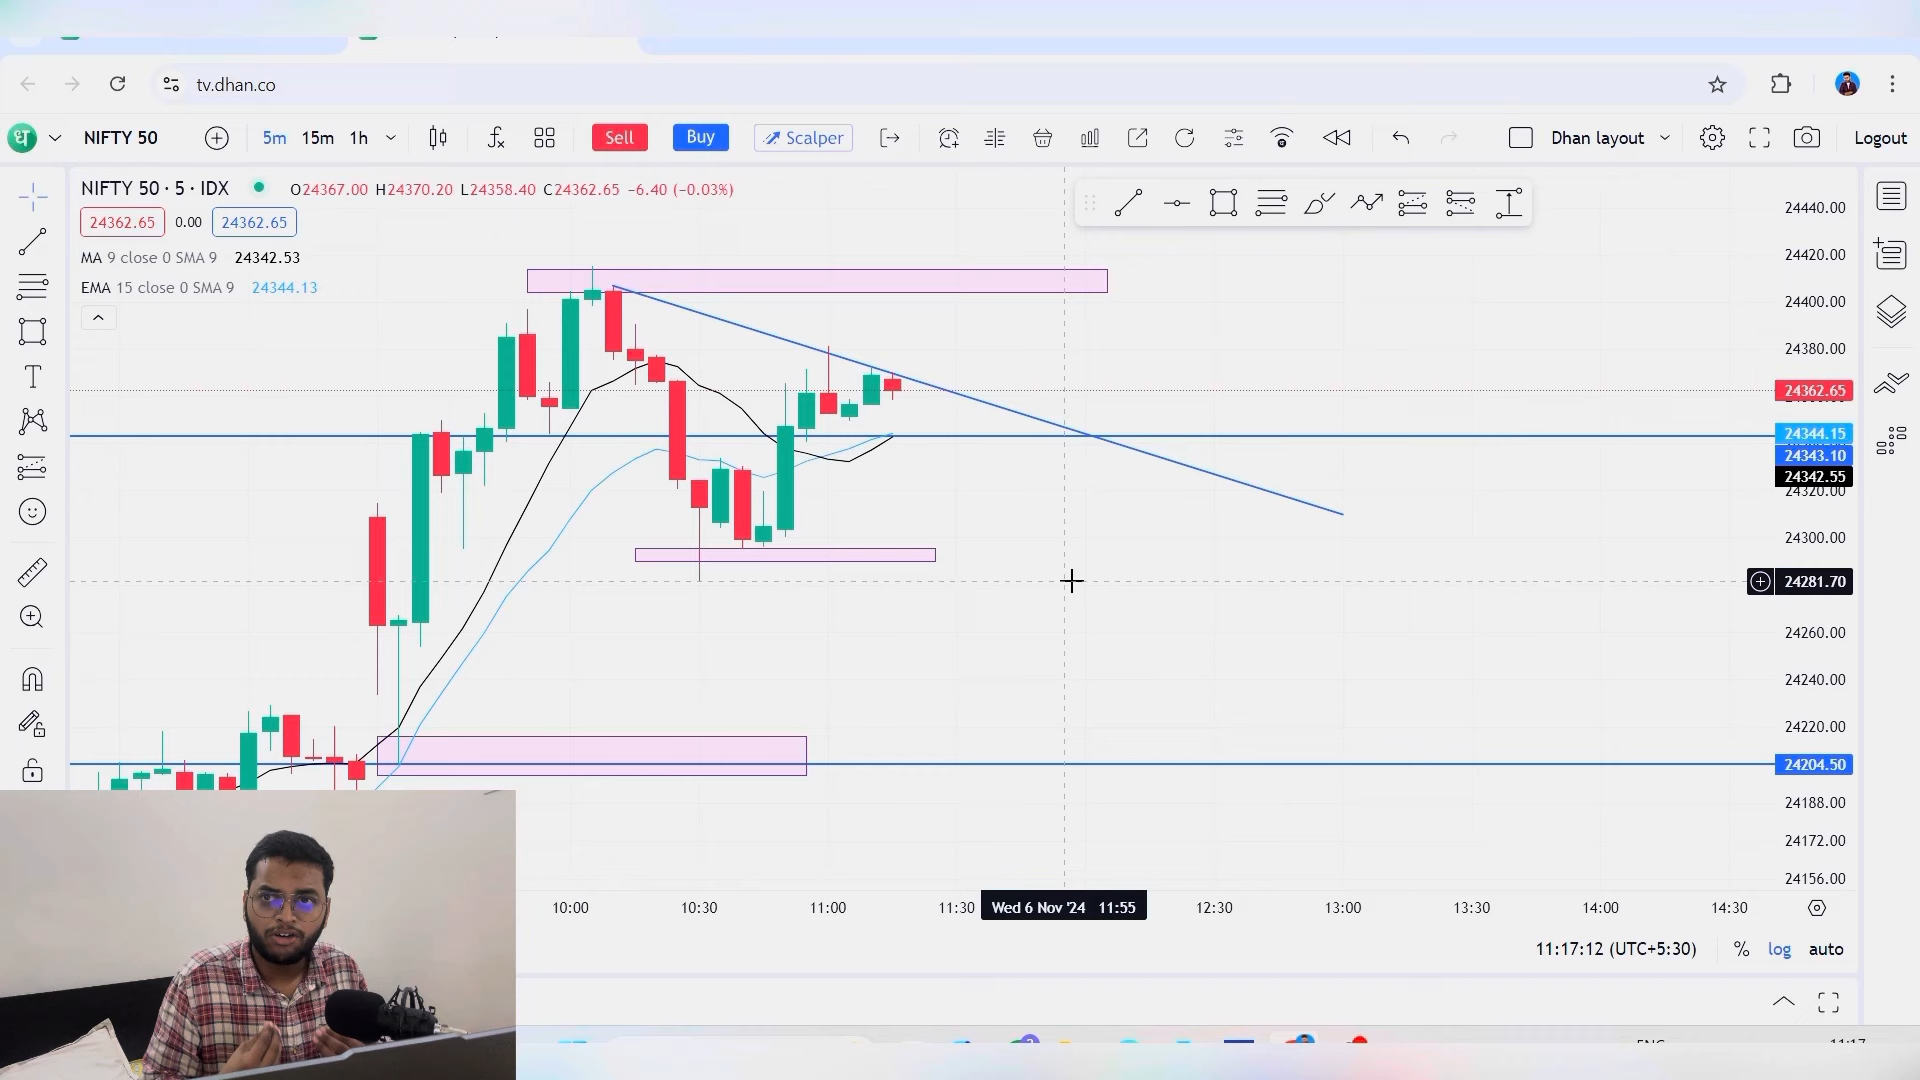 tv.dhan.co
ध NIFTY 50 5m 15m 1h Sell Buy Scalper Dhan layout Logout
NIFTY 50 · 5 · IDX O24367.00 H24370.20 L24358.40 C24362.65 −6.40 (−0.03%)
24362.65 0.00 24362.65
MA 9 close 0 SMA 9 24342.53
EMA 15 close 0 SMA 9 24344.13
24440.00
24420.00
24400.00
24380.00
24362.65
24344.15
24343.10
24342.55
24320.00
24300.00
24281.70
24260.00
24240.00
24220.00
24204.50
24188.00
24172.00
24156.00
10:00 10:30 11:00 11:30 Wed 6 Nov '24 11:55 12:30 13:00 13:30 14:00 14:30
11:17:12 (UTC+5:30) % log auto